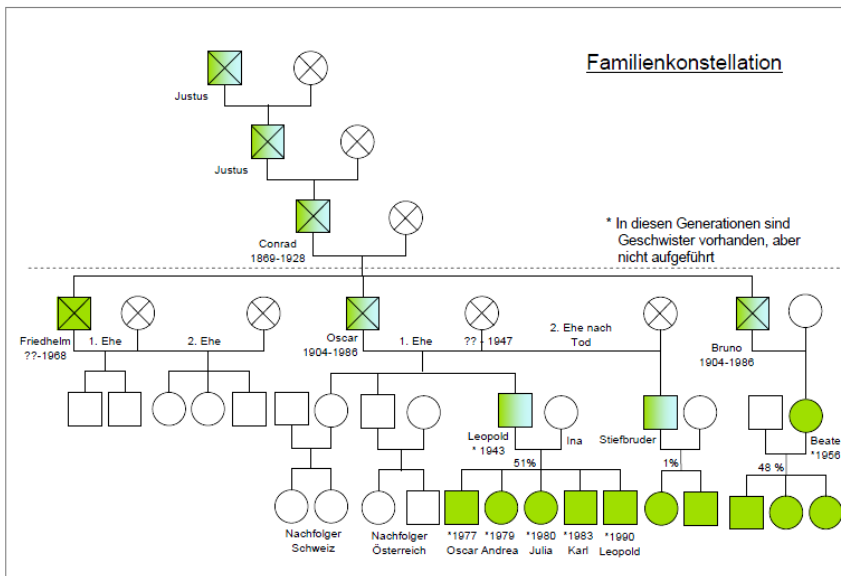 Familienkonstellation
Justus
Justus
Conrad
1869-1928
* In diesen Generationen sind
Geschwister vorhanden, aber
nicht aufgeführt
Friedhelm
??-1968
1. Ehe
2. Ehe
Oscar
1904-1986
1. Ehe
?? - 1947
2. Ehe nach
Tod
Bruno
1904-1986
Leopold
* 1943
Ina
Stiefbruder
Beate
*1956
51%
1%
48 %
Nachfolger
Schweiz
Nachfolger
Österreich
*1977
Oscar
*1979
Andrea
*1980
Julia
*1983
Karl
*1990
Leopold